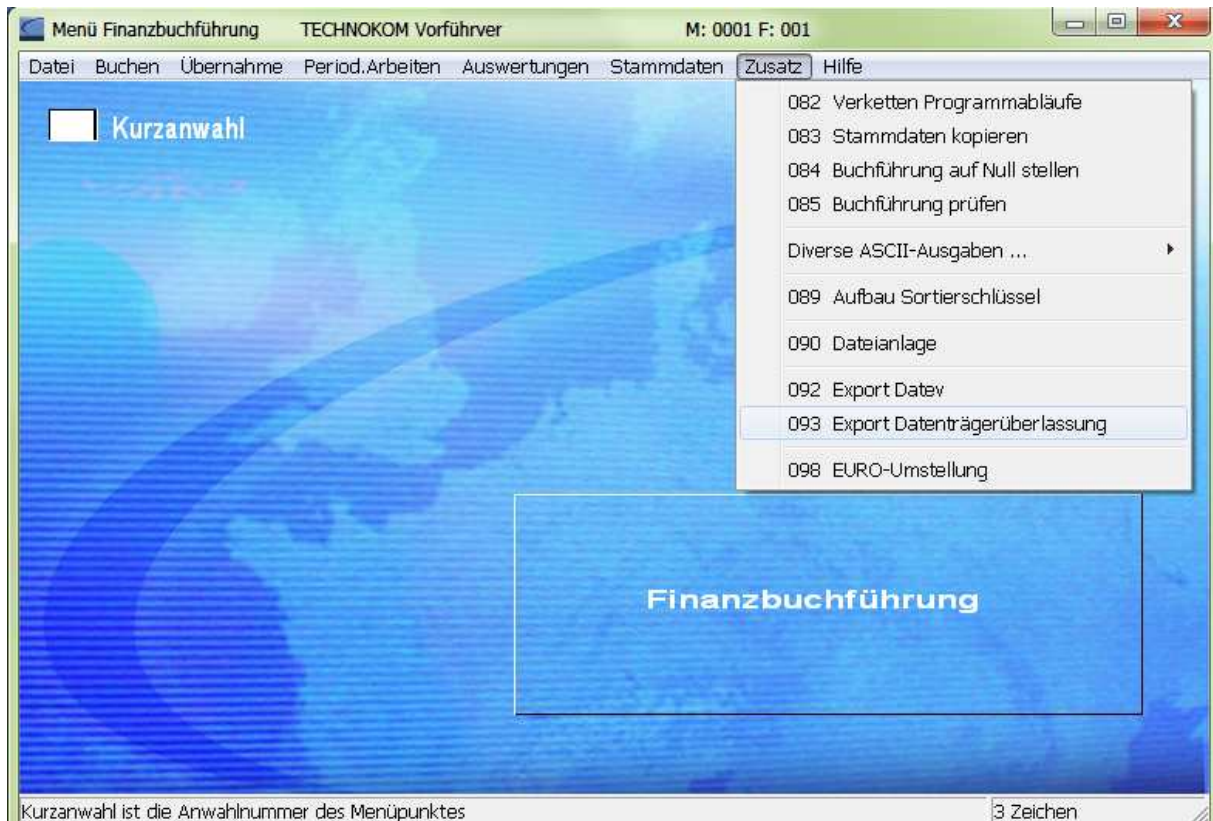 Menü Finanzbuchführung TECHNOKOM Vorführver M: 0001 F: 001
Datei Buchen Übernahme Period.Arbeiten Auswertungen Stammdaten Zusatz Hilfe
Kurzanwahl
082 Verketten Programmabläufe
083 Stammdaten kopieren
084 Buchführung auf Null stellen
085 Buchführung prüfen
Diverse ASCII-Ausgaben ...
089 Aufbau Sortierschlüssel
090 Dateianlage
092 Export Datev
093 Export Datenträgerüberlassung
098 EURO-Umstellung
Finanzbuchführung
Kurzanwahl ist die Anwahlnummer des Menüpunktes 3 Zeichen